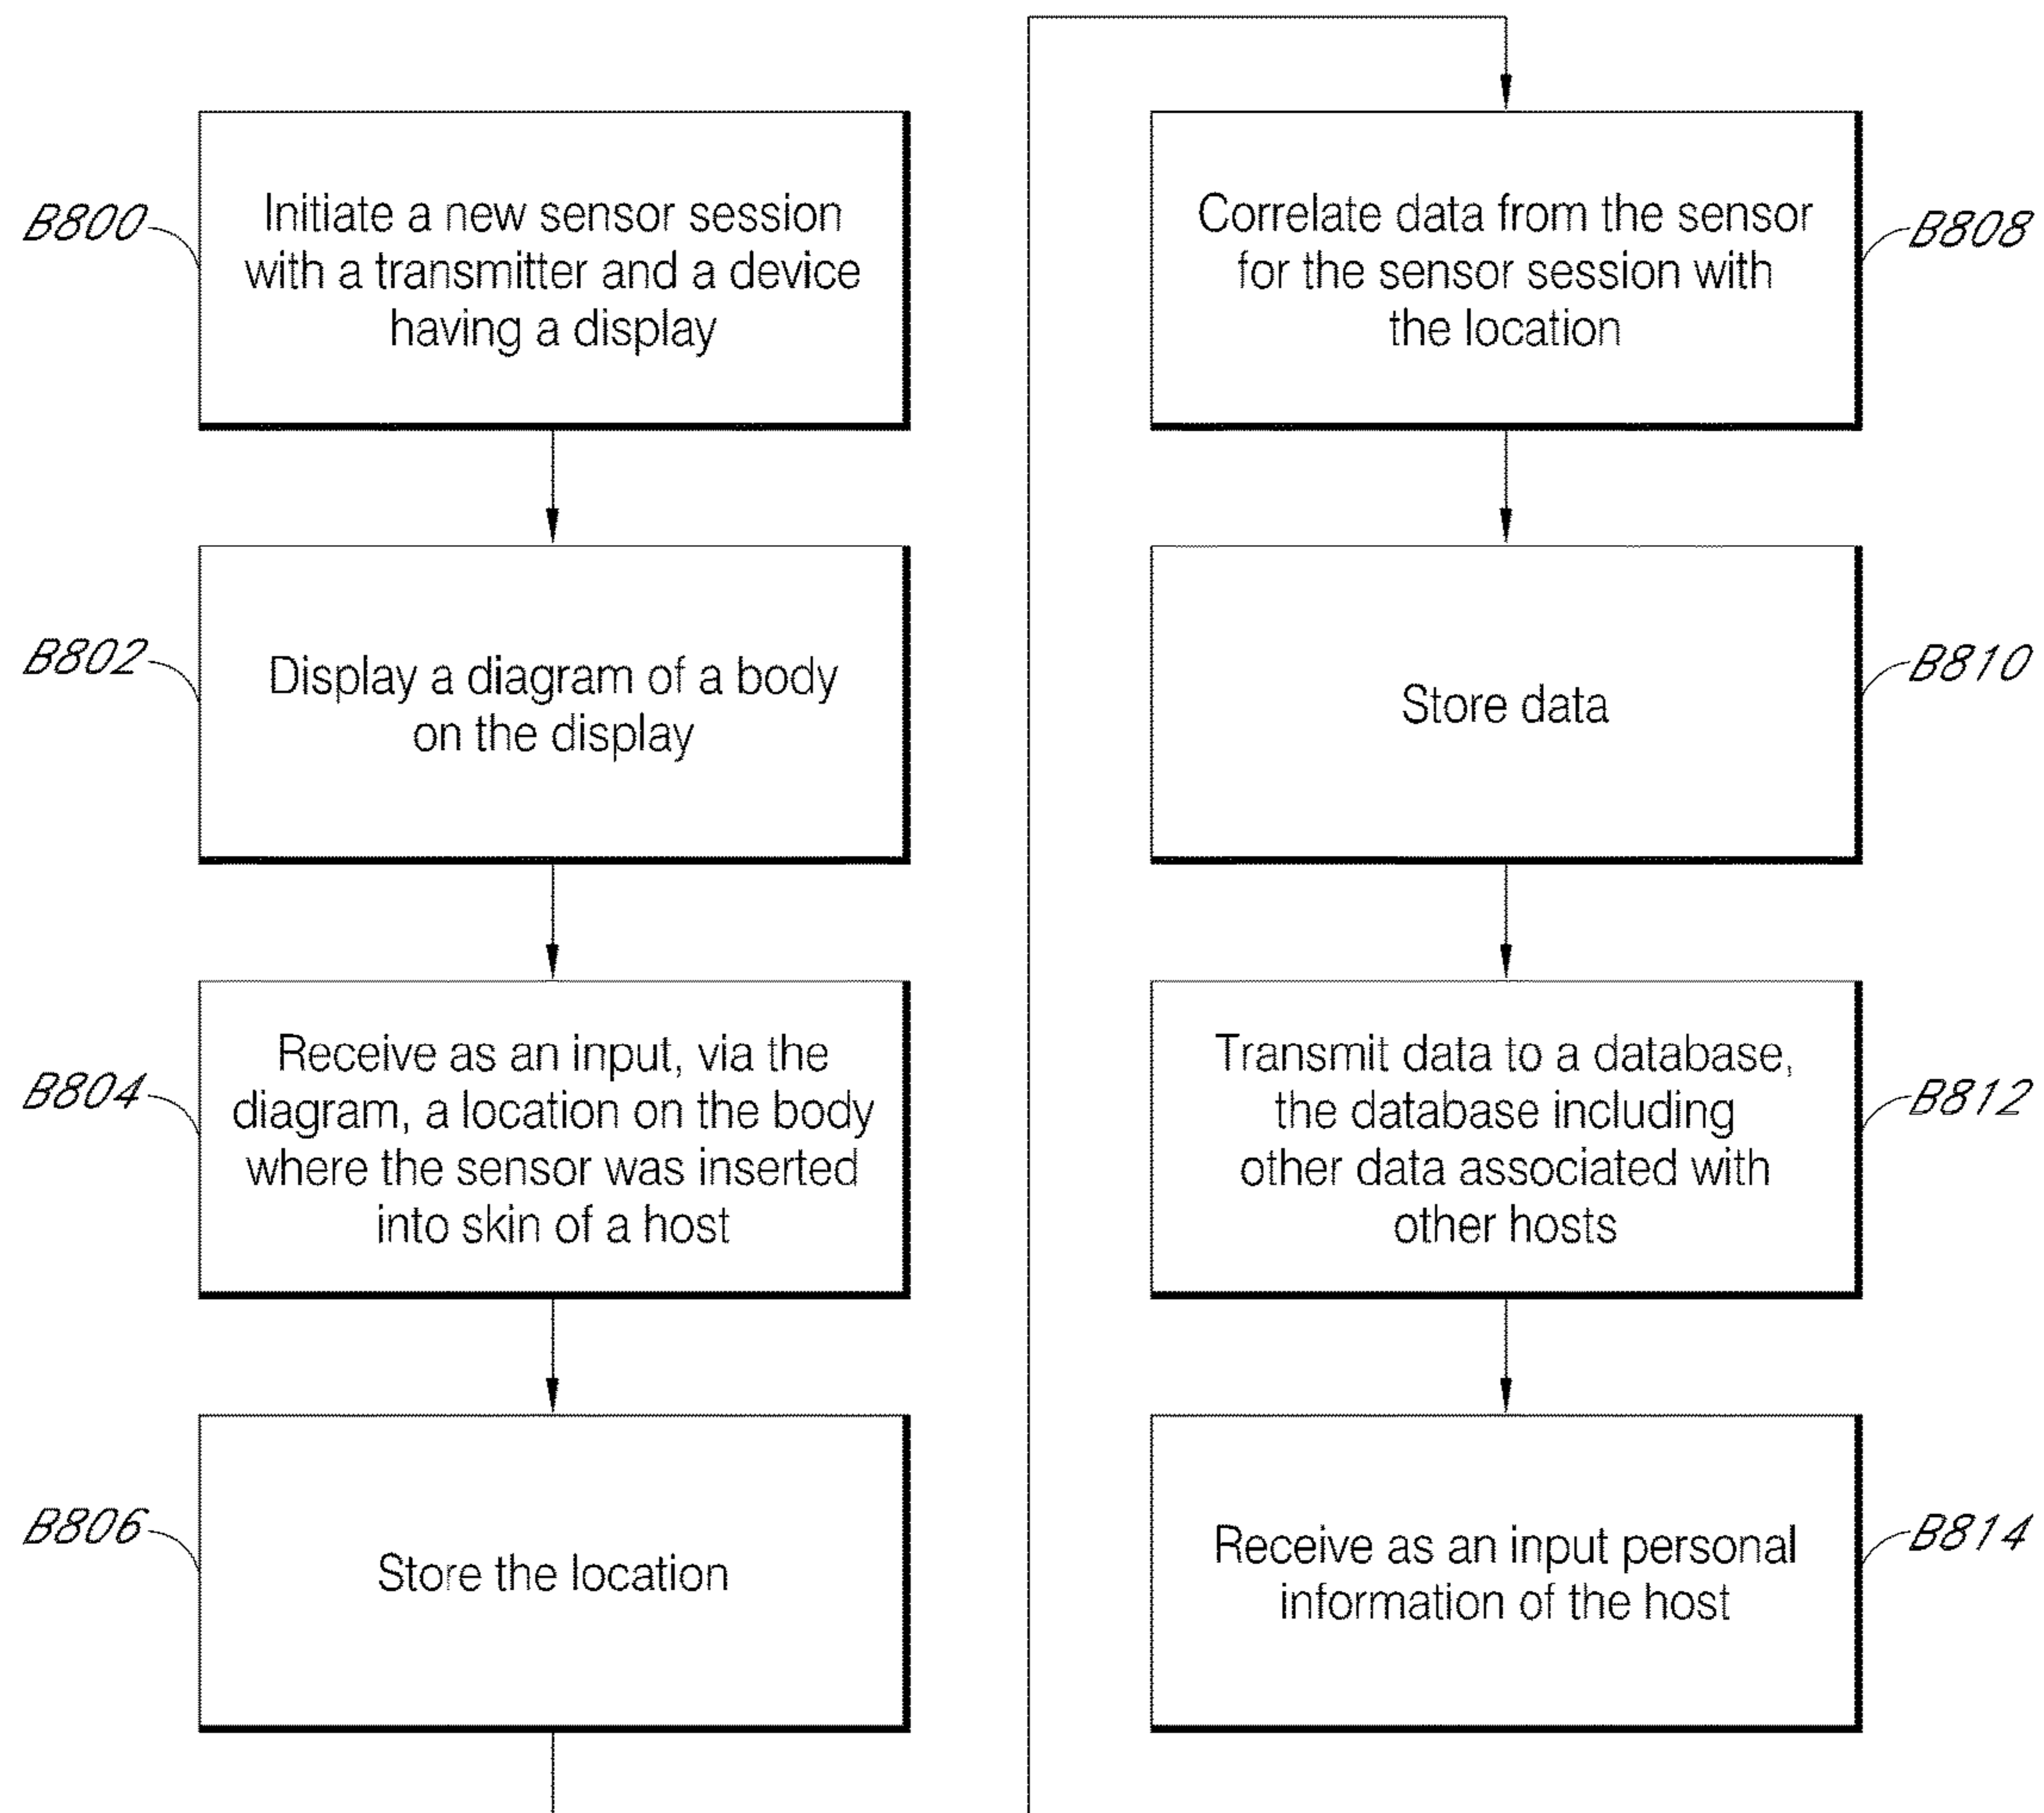 B800
Initiate a new sensor session
with a transmitter and a device
having a display
B802
Display a diagram of a body
on the display
B804
Receive as an input, via the
diagram, a location on the body
where the sensor was inserted
into skin of a host
B806
Store the location
Correlate data from the sensor
for the sensor session with
the location
B808
Store data
B810
Transmit data to a database,
the database including
other data associated with
other hosts
B812
Receive as an input personal
information of the host
B814